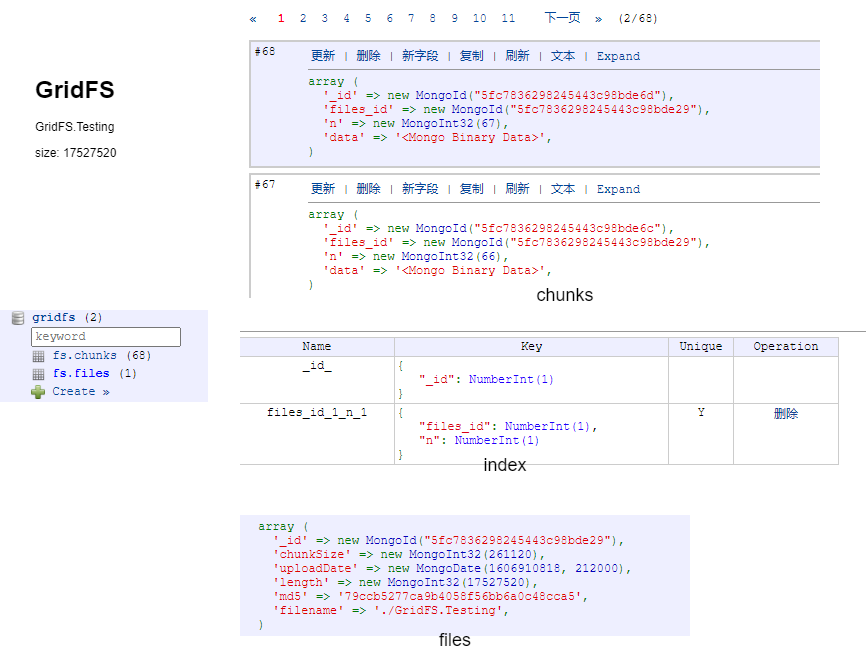 « 1 2 3 4 5 6 7 8 9 10 11 下一页 » (2/68)
GridFS
GridFS.Testing
size: 17527520
#68 更新 | 删除 | 新字段 | 复制 | 刷新 | 文本 | Expand
array (
'_id' => new MongoId("5fc7836298245443c98bde6d"),
'files_id' => new MongoId("5fc7836298245443c98bde29"),
'n' => new MongoInt32(67),
'data' => '<Mongo Binary Data>',
)
#67 更新 | 删除 | 新字段 | 复制 | 刷新 | 文本 | Expand
array (
'_id' => new MongoId("5fc7836298245443c98bde6c"),
'files_id' => new MongoId("5fc7836298245443c98bde29"),
'n' => new MongoInt32(66),
'data' => '<Mongo Binary Data>',
)
chunks
gridfs (2)
keyword
fs.chunks (68)
fs.files (1)
Create »
Name Key Unique Operation
_id_ {
"_id": NumberInt(1)
}
files_id_1_n_1 { Y 删除
"files_id": NumberInt(1),
"n": NumberInt(1)
}
index
array (
'_id' => new MongoId("5fc7836298245443c98bde29"),
'chunkSize' => new MongoInt32(261120),
'uploadDate' => new MongoDate(1606910818, 212000),
'length' => new MongoInt32(17527520),
'md5' => '79ccb5277ca9b4058f56bb6a0c48cca5',
'filename' => './GridFS.Testing',
)
files